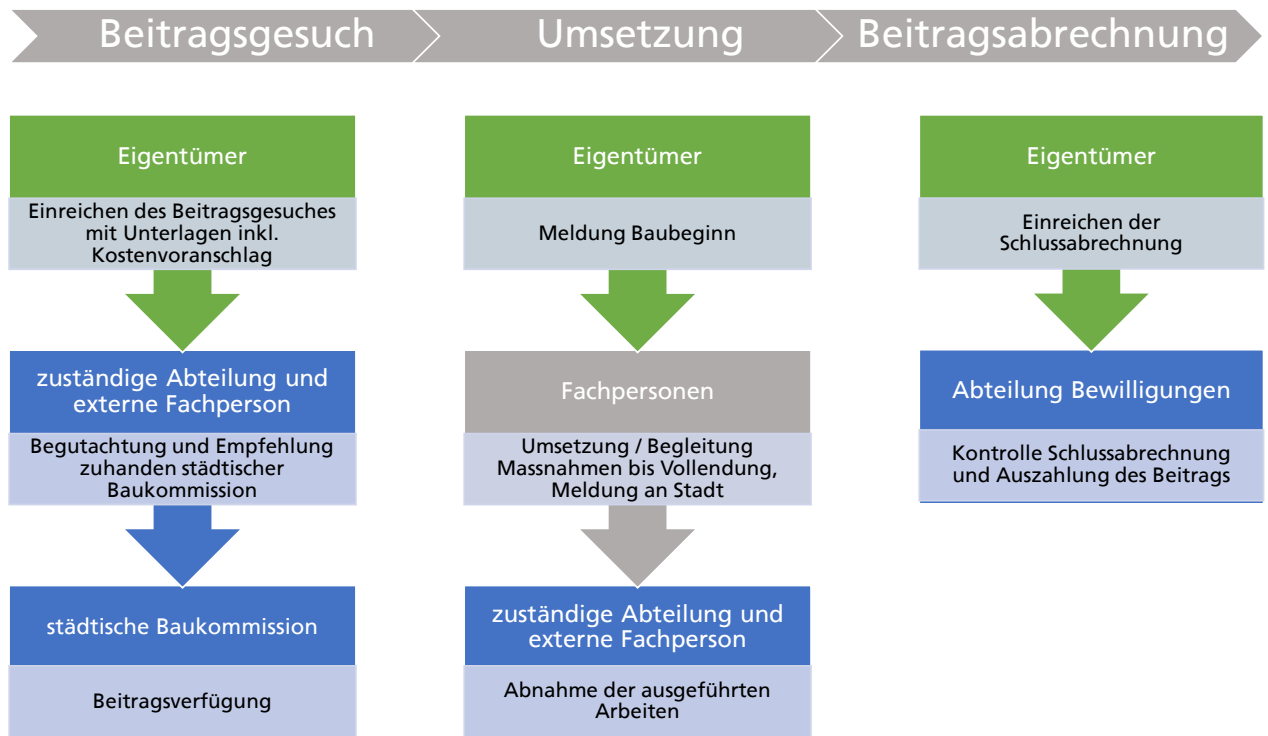 Beitragsgesuch
Umsetzung
Beitragsabrechnung
Eigentümer
Einreichen des Beitragsgesuches
mit Unterlagen inkl.
Kostenvoranschlag
zuständige Abteilung und
externe Fachperson
Begutachtung und Empfehlung
zuhanden städtischer
Baukommission
städtische Baukommission
Beitragsverfügung
Eigentümer
Meldung Baubeginn
Fachpersonen
Umsetzung / Begleitung
Massnahmen bis Vollendung,
Meldung an Stadt
zuständige Abteilung und
externe Fachperson
Abnahme der ausgeführten
Arbeiten
Eigentümer
Einreichen der
Schlussabrechnung
Abteilung Bewilligungen
Kontrolle Schlussabrechnung
und Auszahlung des Beitrags